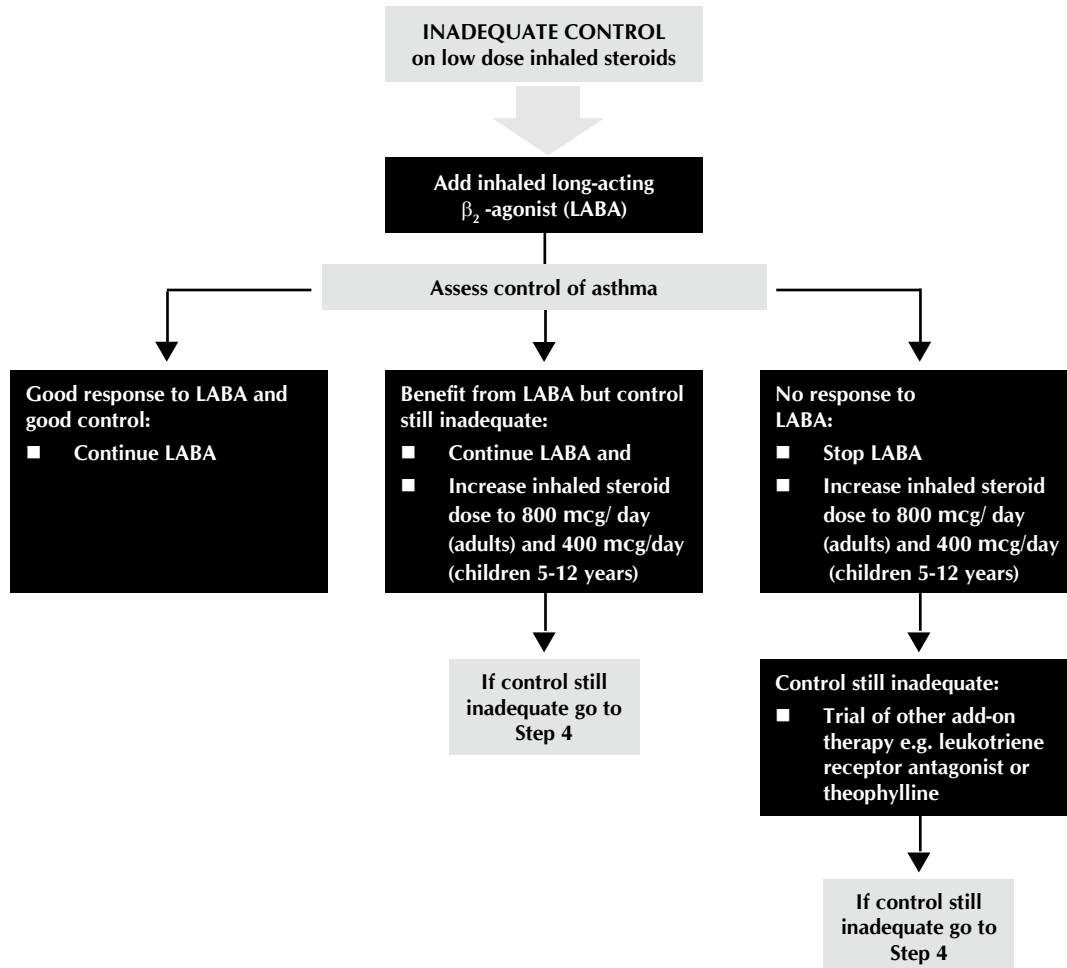 INADEQUATE CONTROL
on low dose inhaled steroids
Add inhaled long-acting
β₂ -agonist (LABA)
Assess control of asthma
Good response to LABA and
good control:
■ Continue LABA
Benefit from LABA but control
still inadequate:
■ Continue LABA and
■ Increase inhaled steroid
dose to 800 mcg/ day
(adults) and 400 mcg/day
(children 5-12 years)
If control still
inadequate go to
Step 4
No response to
LABA:
■ Stop LABA
■ Increase inhaled steroid
dose to 800 mcg/ day
(adults) and 400 mcg/day
(children 5-12 years)
Control still inadequate:
■ Trial of other add-on
therapy e.g. leukotriene
receptor antagonist or
theophylline
If control still
inadequate go to
Step 4